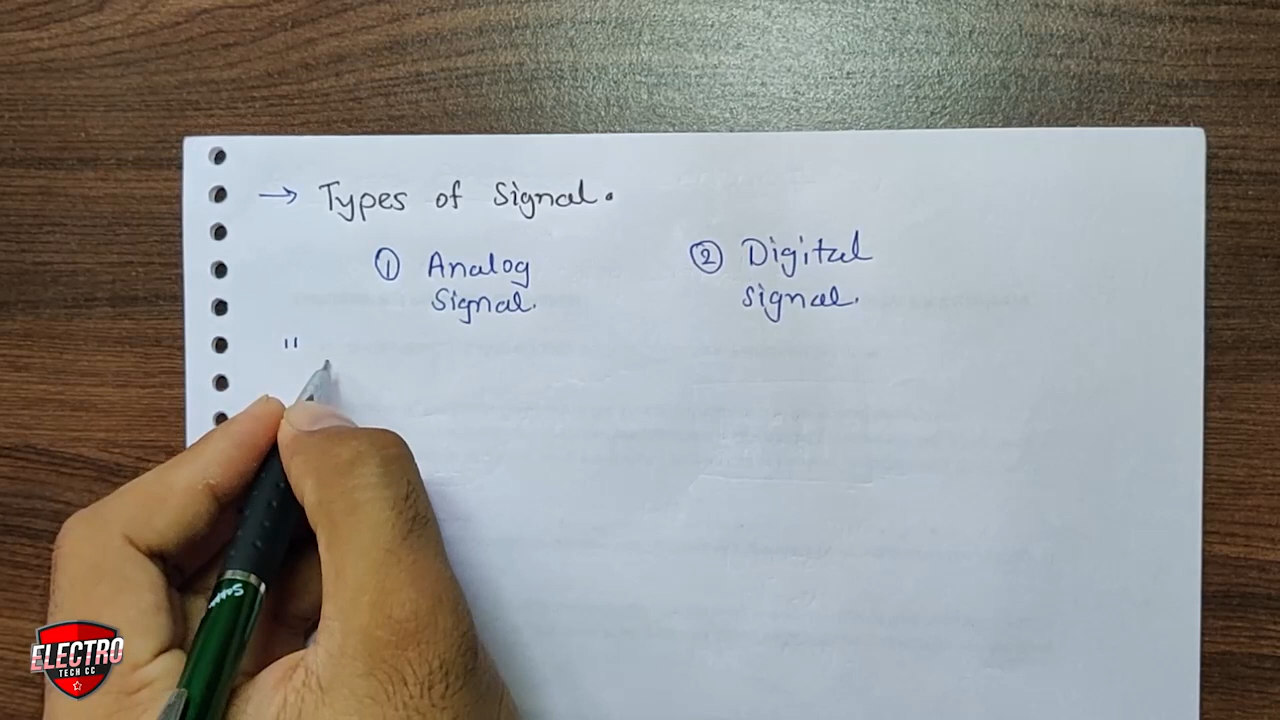 → Types of Signal.
① Analog
Signal.
② Digital
signal.
"
ELECTRO
TECH CC